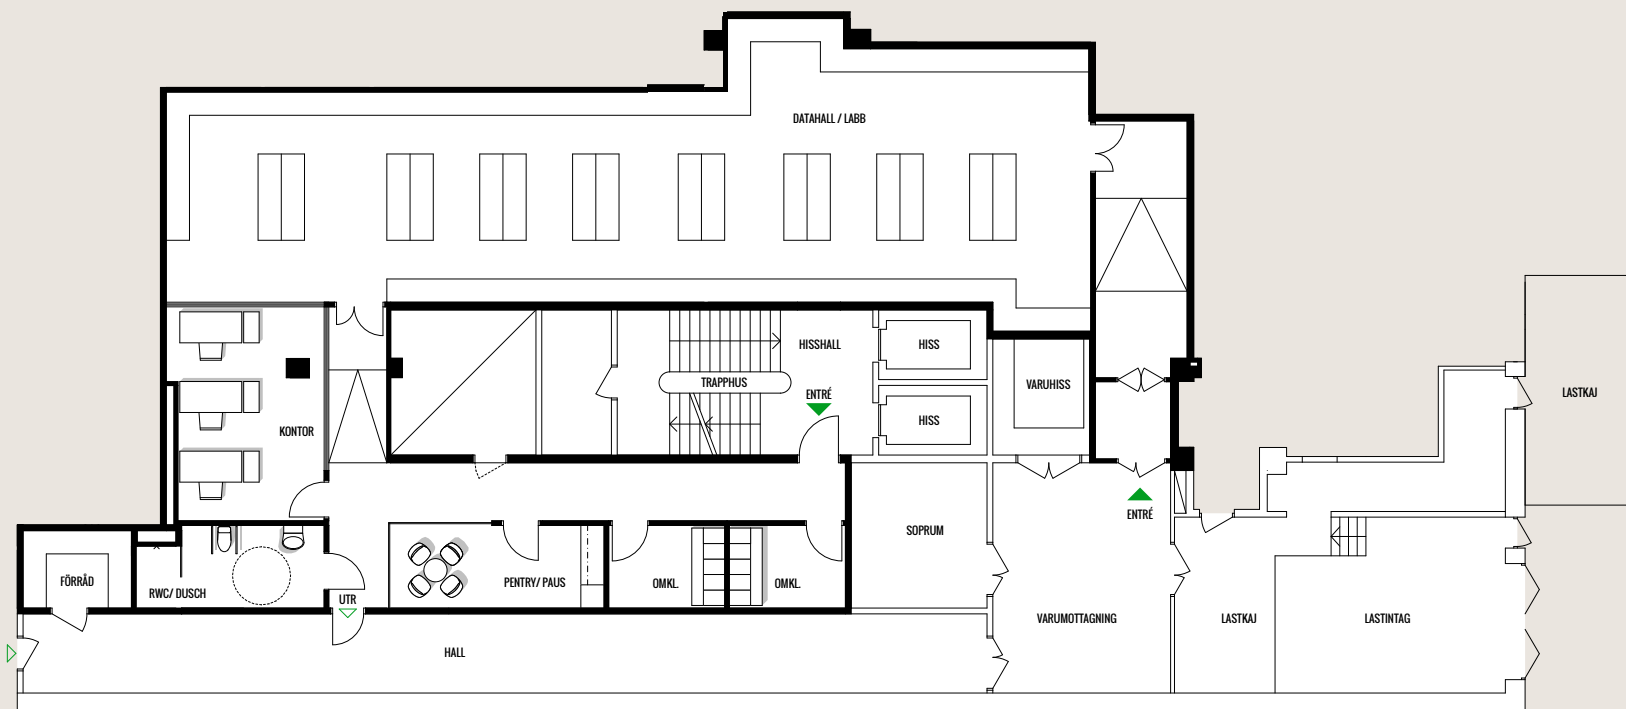 DATAHALL / LABB
HISSHALL
HISS
TRAPPHUS
VARUHISS
ENTRÉ
LASTKAJ
HISS
KONTOR
ENTRÉ
SOPRUM
FÖRRÅD
RWC/ DUSCH
PENTRY/ PAUS
OMKL.
OMKL.
UTR
VARUMOTTAGNING
LASTKAJ
LASTINTAG
HALL